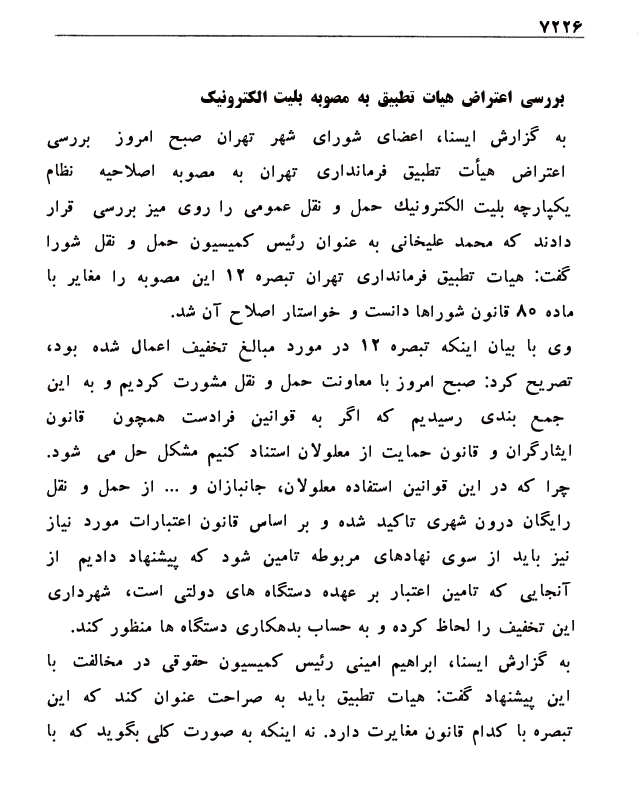 ۷۲۲۶
بررسی اعتراض هیات تطبیق به مصوبه بلیت الکترونیک
به گزارش ایسنا، اعضای شورای شهر تهران صبح امروز بررسی
اعتراض هیأت تطبیق فرمانداری تهران به مصوبه اصلاحیه نظام
یکپارچه بلیت الکترونیك حمل و نقل عمومی را روی میز بررسی قرار
دادند که محمد علیخانی به عنوان رئیس کمیسیون حمل و نقل شورا
گفت: هیات تطبیق فرمانداری تهران تبصره ۱۲ این مصوبه را مغایر با
ماده ۸۰ قانون شوراها دانست و خواستار اصلاح آن شد.
وی با بیان اینکه تبصره ۱۲ در مورد مبالغ تخفیف اعمال شده بود،
تصریح کرد: صبح امروز با معاونت حمل و نقل مشورت کردیم و به این
جمع بندی رسیدیم که اگر به قوانین فرادست همچون قانون
ایثارگران و قانون حمایت از معلولان استناد کنیم مشکل حل می شود.
چرا که در این قوانین استفاده معلولان، جانبازان و ... از حمل و نقل
رایگان درون شهری تاکید شده و بر اساس قانون اعتبارات مورد نیاز
نیز باید از سوی نهادهای مربوطه تامین شود که پیشنهاد دادیم از
آنجایی که تامین اعتبار بر عهده دستگاه های دولتی است، شهرداری
این تخفیف را لحاظ کرده و به حساب بدهکاری دستگاه ها منظور کند.
به گزارش ایسنا، ابراهیم امینی رئیس کمیسیون حقوقی در مخالفت با
این پیشنهاد گفت: هیات تطبیق باید به صراحت عنوان کند که این
تبصره با کدام قانون مغایرت دارد. نه اینکه به صورت کلی بگوید که با